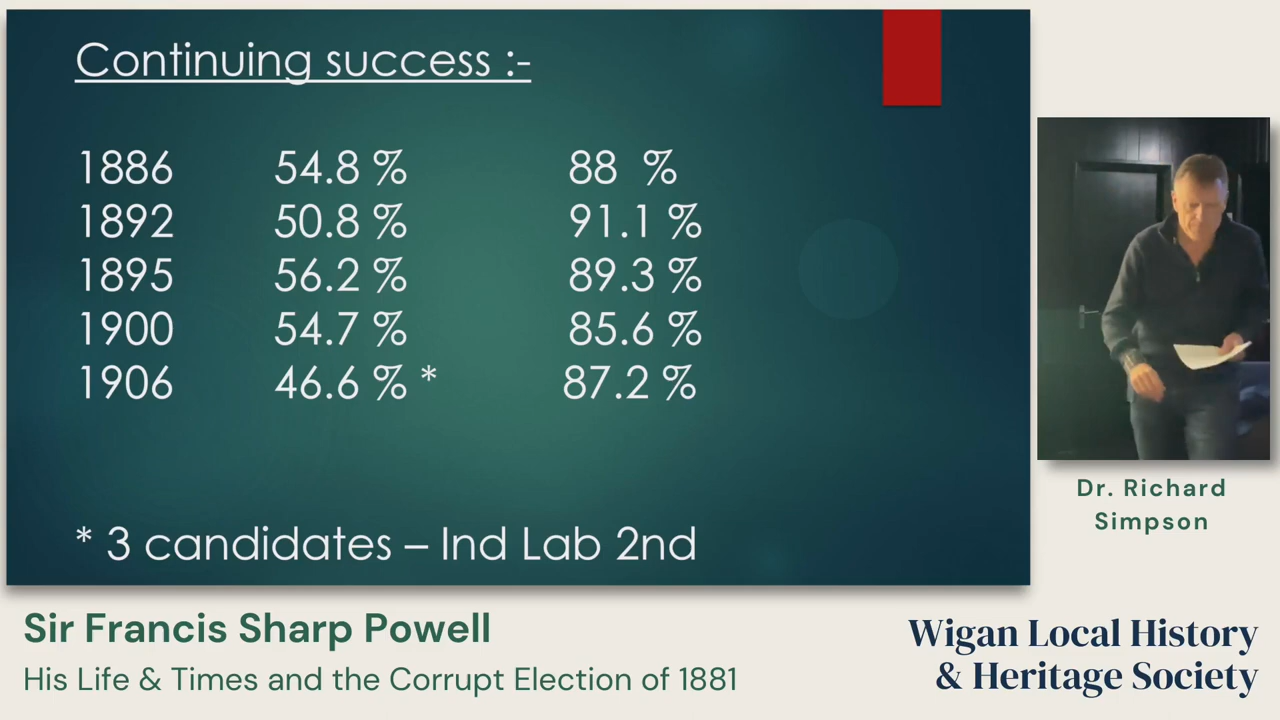 Continuing success :-
1886 54.8 % 88 %
1892 50.8 % 91.1 %
1895 56.2 % 89.3 %
1900 54.7 % 85.6 %
1906 46.6 % * 87.2 %
* 3 candidates – Ind Lab 2nd
Dr. Richard
Simpson
Sir Francis Sharp Powell
His Life & Times and the Corrupt Election of 1881
Wigan Local History
& Heritage Society